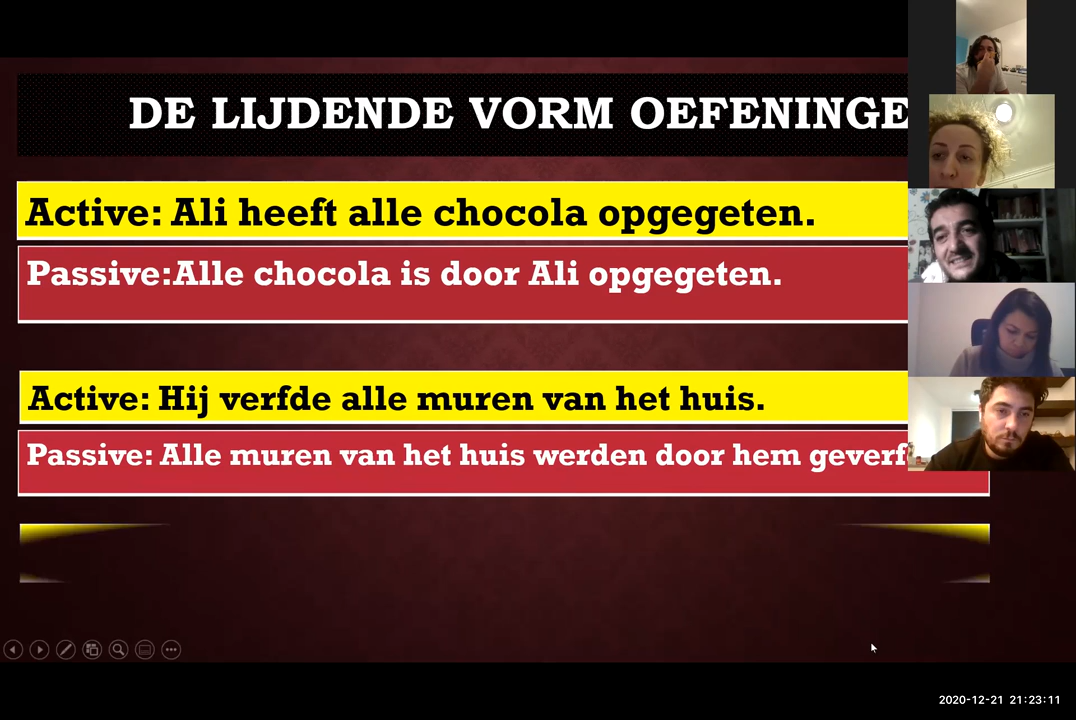 DE LIJDENDE VORM OEFENINGE
Active: Ali heeft alle chocola opgegeten.
Passive:Alle chocola is door Ali opgegeten.
Active: Hij verfde alle muren van het huis.
Passive: Alle muren van het huis werden door hem geverf
2020-12-21 21:23:11